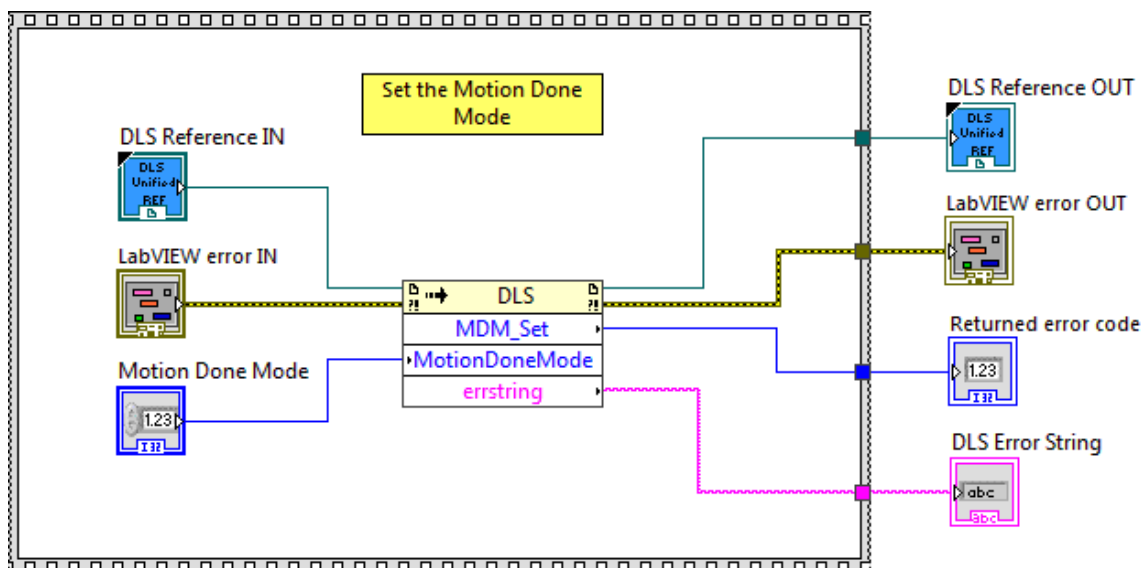 Set the Motion Done
Mode
DLS Reference IN
DLS
Unified
REF
LabVIEW error IN
Motion Done Mode
1.23
I32
DLS
MDM_Set
MotionDoneMode
errstring
DLS Reference OUT
DLS
Unified
REF
LabVIEW error OUT
Returned error code
1.23
I32
DLS Error String
abc
abc